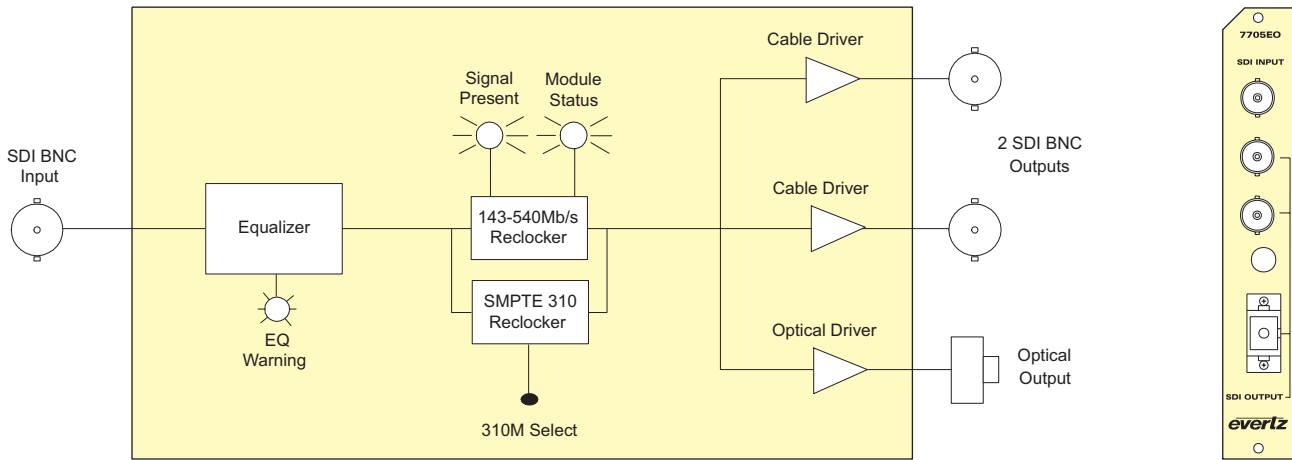 SDI BNC
Input
Equalizer
EQ
Warning
Signal
Present
Module
Status
143-540Mb/s
Reclocker
SMPTE 310
Reclocker
310M Select
Cable Driver
Cable Driver
Optical Driver
2 SDI BNC
Outputs
Optical
Output
7705EO
SDI INPUT
SDI OUTPUT
evertz